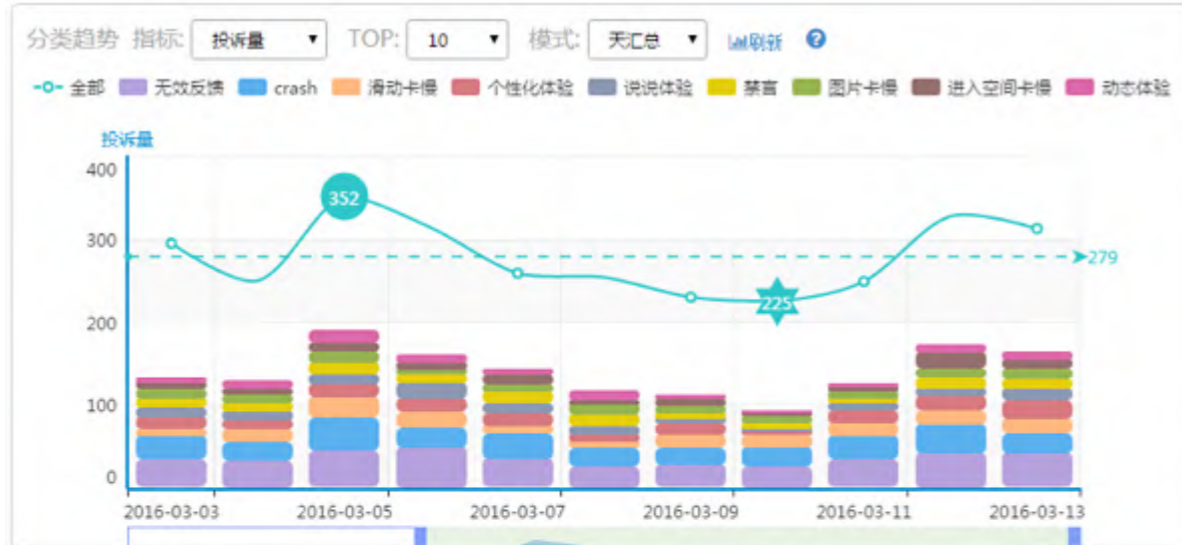 分类趋势 指标: 投诉量 TOP: 10 模式: 天汇总 刷新 ?
全部 无效反馈 crash 滑动卡慢 个性化体验 说说体验 禁言 图片卡慢 进入空间卡慢 动态体验
投诉量
400
352
300
279
225
200
100
0
2016-03-03 2016-03-05 2016-03-07 2016-03-09 2016-03-11 2016-03-13